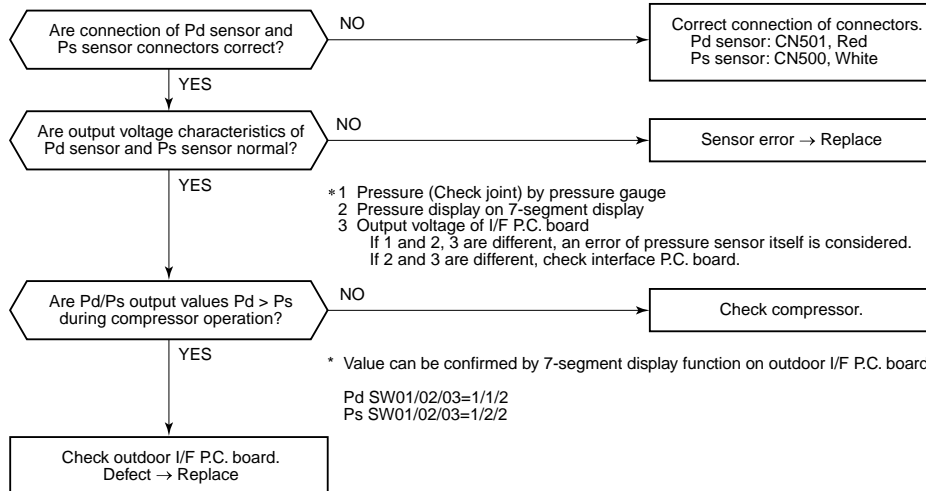 Are connection of Pd sensor and
Ps sensor connectors correct?
NO
Correct connection of connectors.
Pd sensor: CN501, Red
Ps sensor: CN500, White
YES
Are output voltage characteristics of
Pd sensor and Ps sensor normal?
NO
Sensor error → Replace
YES
*1 Pressure (Check joint) by pressure gauge
2 Pressure display on 7-segment display
3 Output voltage of I/F P.C. board
If 1 and 2, 3 are different, an error of pressure sensor itself is considered.
If 2 and 3 are different, check interface P.C. board.
Are Pd/Ps output values Pd > Ps
during compressor operation?
NO
Check compressor.
YES
* Value can be confirmed by 7-segment display function on outdoor I/F P.C. board
Pd SW01/02/03=1/1/2
Ps SW01/02/03=1/2/2
Check outdoor I/F P.C. board.
Defect → Replace